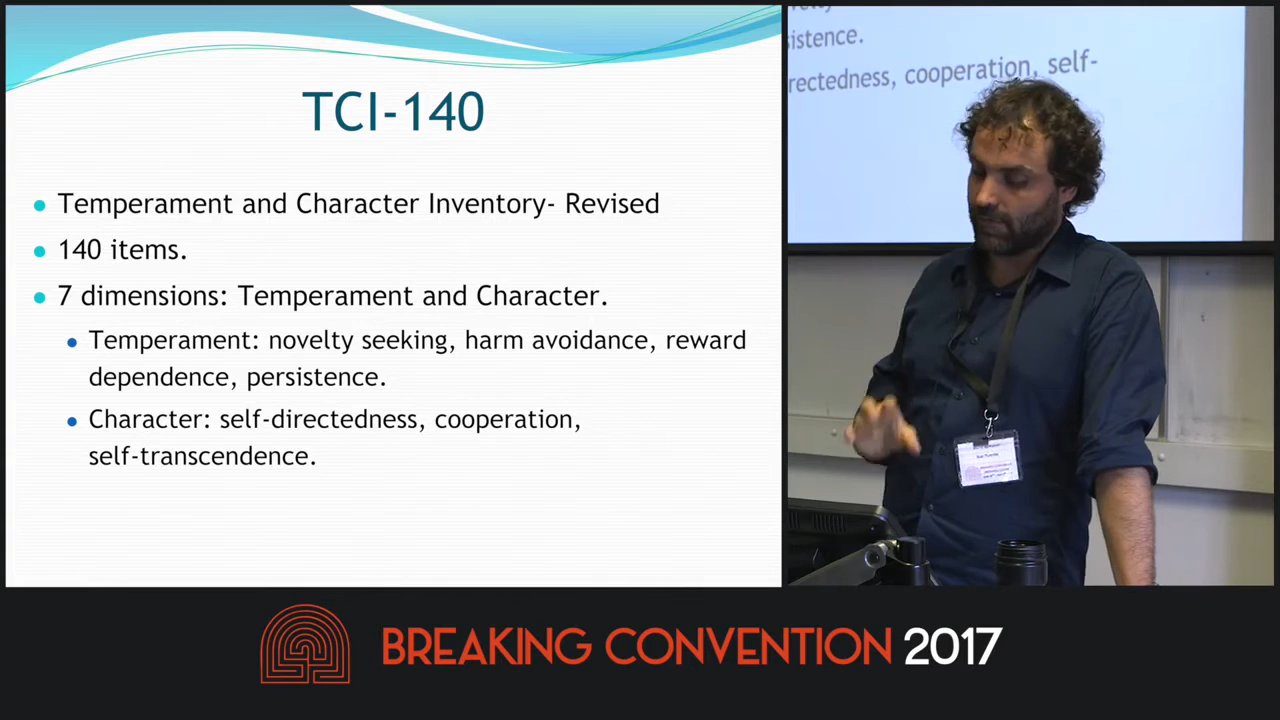 TCI-140
Temperament and Character Inventory- Revised
140 items.
7 dimensions: Temperament and Character.
Temperament: novelty seeking, harm avoidance, reward
dependence, persistence.
Character: self-directedness, cooperation,
self-transcendence.
sistence.
rectedness, cooperation, self-
BREAKING CONVENTION 2017